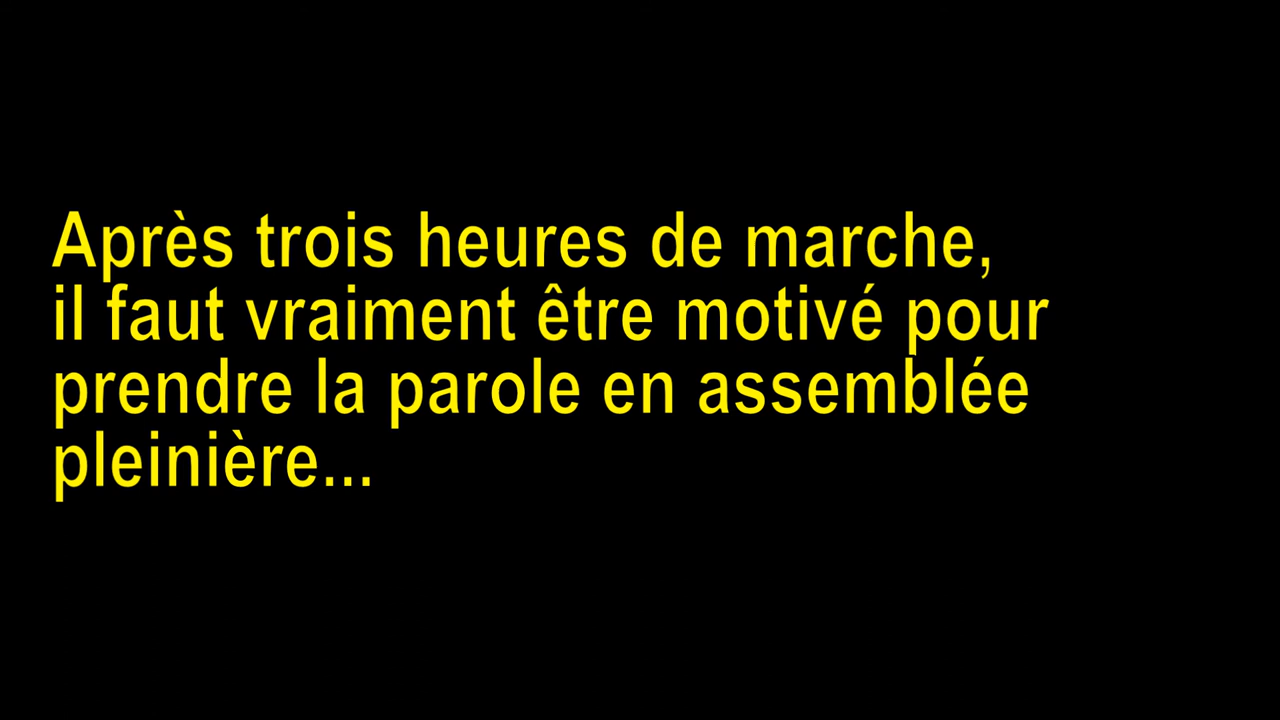 Après trois heures de marche,
il faut vraiment être motivé pour
prendre la parole en assemblée
pleinière...